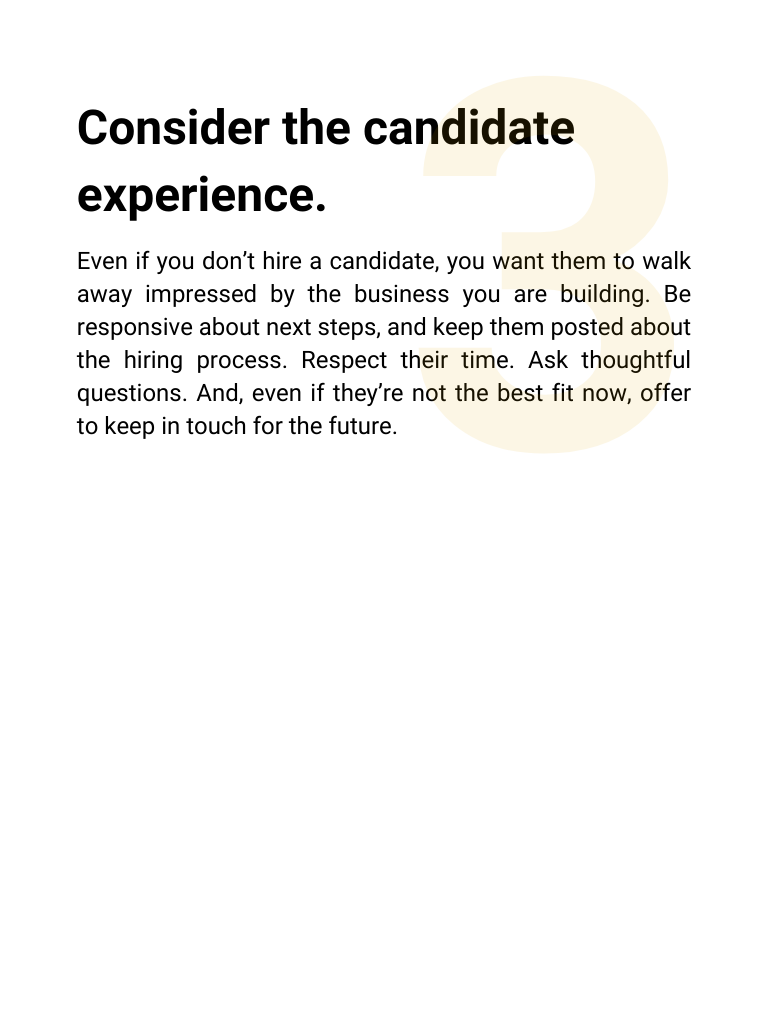 3
Consider the candidate
experience.
Even if you don’t hire a candidate, you want them to walk
away impressed by the business you are building. Be
responsive about next steps, and keep them posted about
the hiring process. Respect their time. Ask thoughtful
questions. And, even if they’re not the best fit now, offer
to keep in touch for the future.